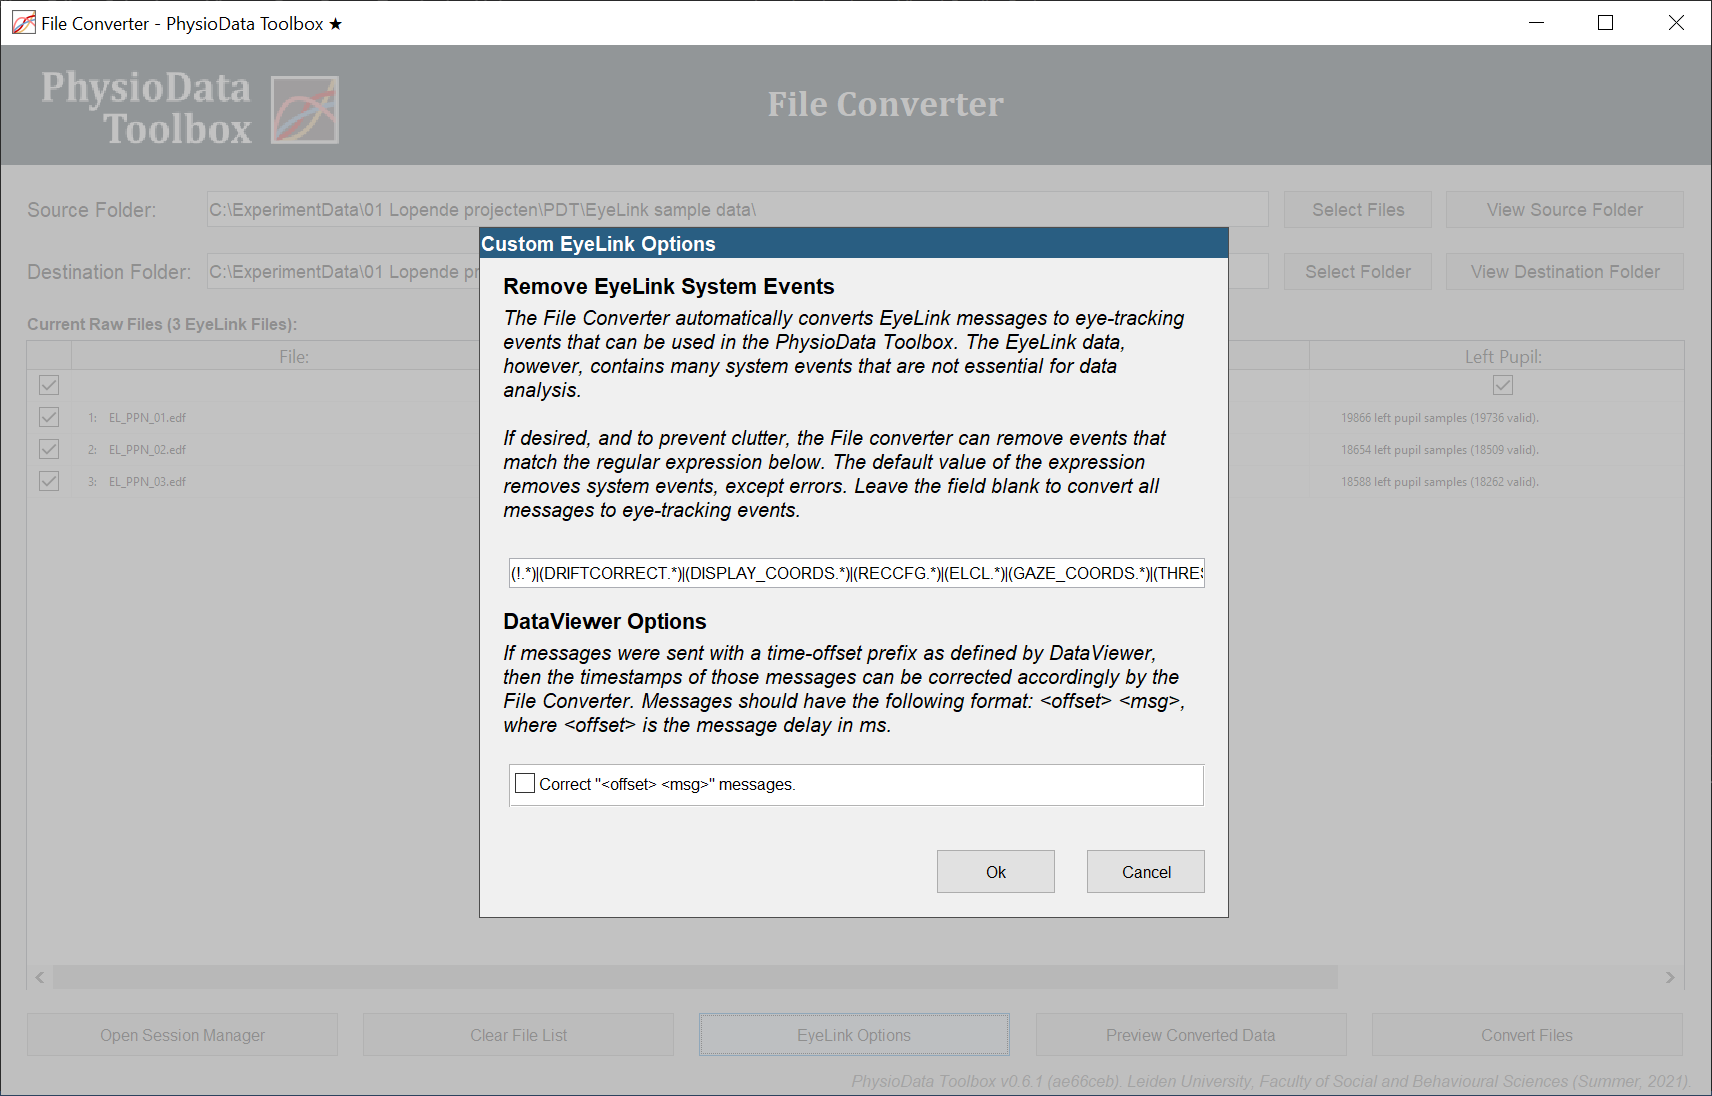 File Converter - PhysioData Toolbox ★
PhysioData
Toolbox
File Converter
Source Folder:
C:\ExperimentData\01 Lopende projecten\PDT\EyeLink sample data\
Select Files
View Source Folder
Destination Folder:
C:\ExperimentData\01 Lopende pr
Select Folder
View Destination Folder
Current Raw Files (3 EyeLink Files):
File:
Left Pupil:
1: EL_PPN_01.edf
19866 left pupil samples (19736 valid).
2: EL_PPN_02.edf
18654 left pupil samples (18509 valid).
3: EL_PPN_03.edf
18588 left pupil samples (18262 valid).
Custom EyeLink Options
Remove EyeLink System Events
The File Converter automatically converts EyeLink messages to eye-tracking
events that can be used in the PhysioData Toolbox. The EyeLink data,
however, contains many system events that are not essential for data
analysis.
If desired, and to prevent clutter, the File converter can remove events that
match the regular expression below. The default value of the expression
removes system events, except errors. Leave the field blank to convert all
messages to eye-tracking events.
(!.*)|(DRIFTCORRECT.*)|(DISPLAY_COORDS.*)|(RECCFG.*)|(ELCL.*)|(GAZE_COORDS.*)|(THRES
DataViewer Options
If messages were sent with a time-offset prefix as defined by DataViewer,
then the timestamps of those messages can be corrected accordingly by the
File Converter. Messages should have the following format: <offset> <msg>,
where <offset> is the message delay in ms.
Correct "<offset> <msg>" messages.
Ok
Cancel
Open Session Manager
Clear File List
EyeLink Options
Preview Converted Data
Convert Files
PhysioData Toolbox v0.6.1 (ae66ceb). Leiden University, Faculty of Social and Behavioural Sciences (Summer, 2021).